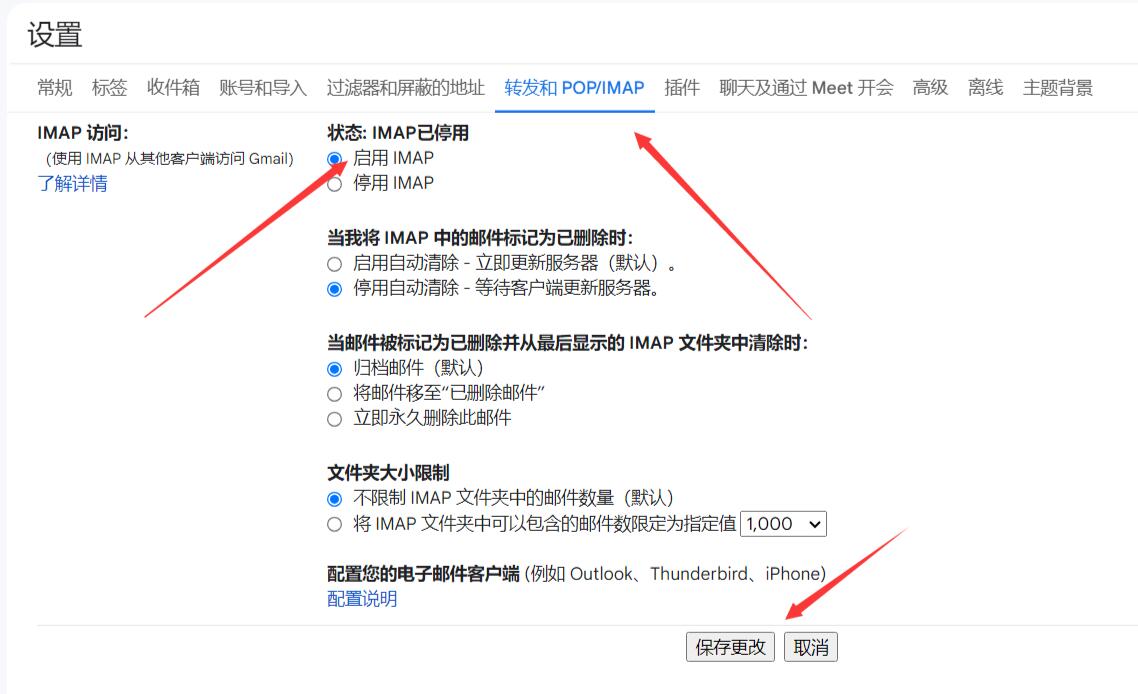 设置
常规 标签 收件箱 账号和导入 过滤器和屏蔽的地址 转发和 POP/IMAP 插件 聊天及通过 Meet 开会 高级 离线 主题背景
IMAP 访问：
（使用 IMAP 从其他客户端访问 Gmail）
了解详情
状态: IMAP已停用
启用 IMAP
停用 IMAP
当我将 IMAP 中的邮件标记为已删除时：
启用自动清除 - 立即更新服务器（默认）。
停用自动清除 - 等待客户端更新服务器。
当邮件被标记为已删除并从最后显示的 IMAP 文件夹中清除时：
归档邮件（默认）
将邮件移至“已删除邮件”
立即永久删除此邮件
文件夹大小限制
不限制 IMAP 文件夹中的邮件数量（默认）
将 IMAP 文件夹中可以包含的邮件数限定为指定值 1,000
配置您的电子邮件客户端 (例如 Outlook、Thunderbird、iPhone)
配置说明
保存更改 取消